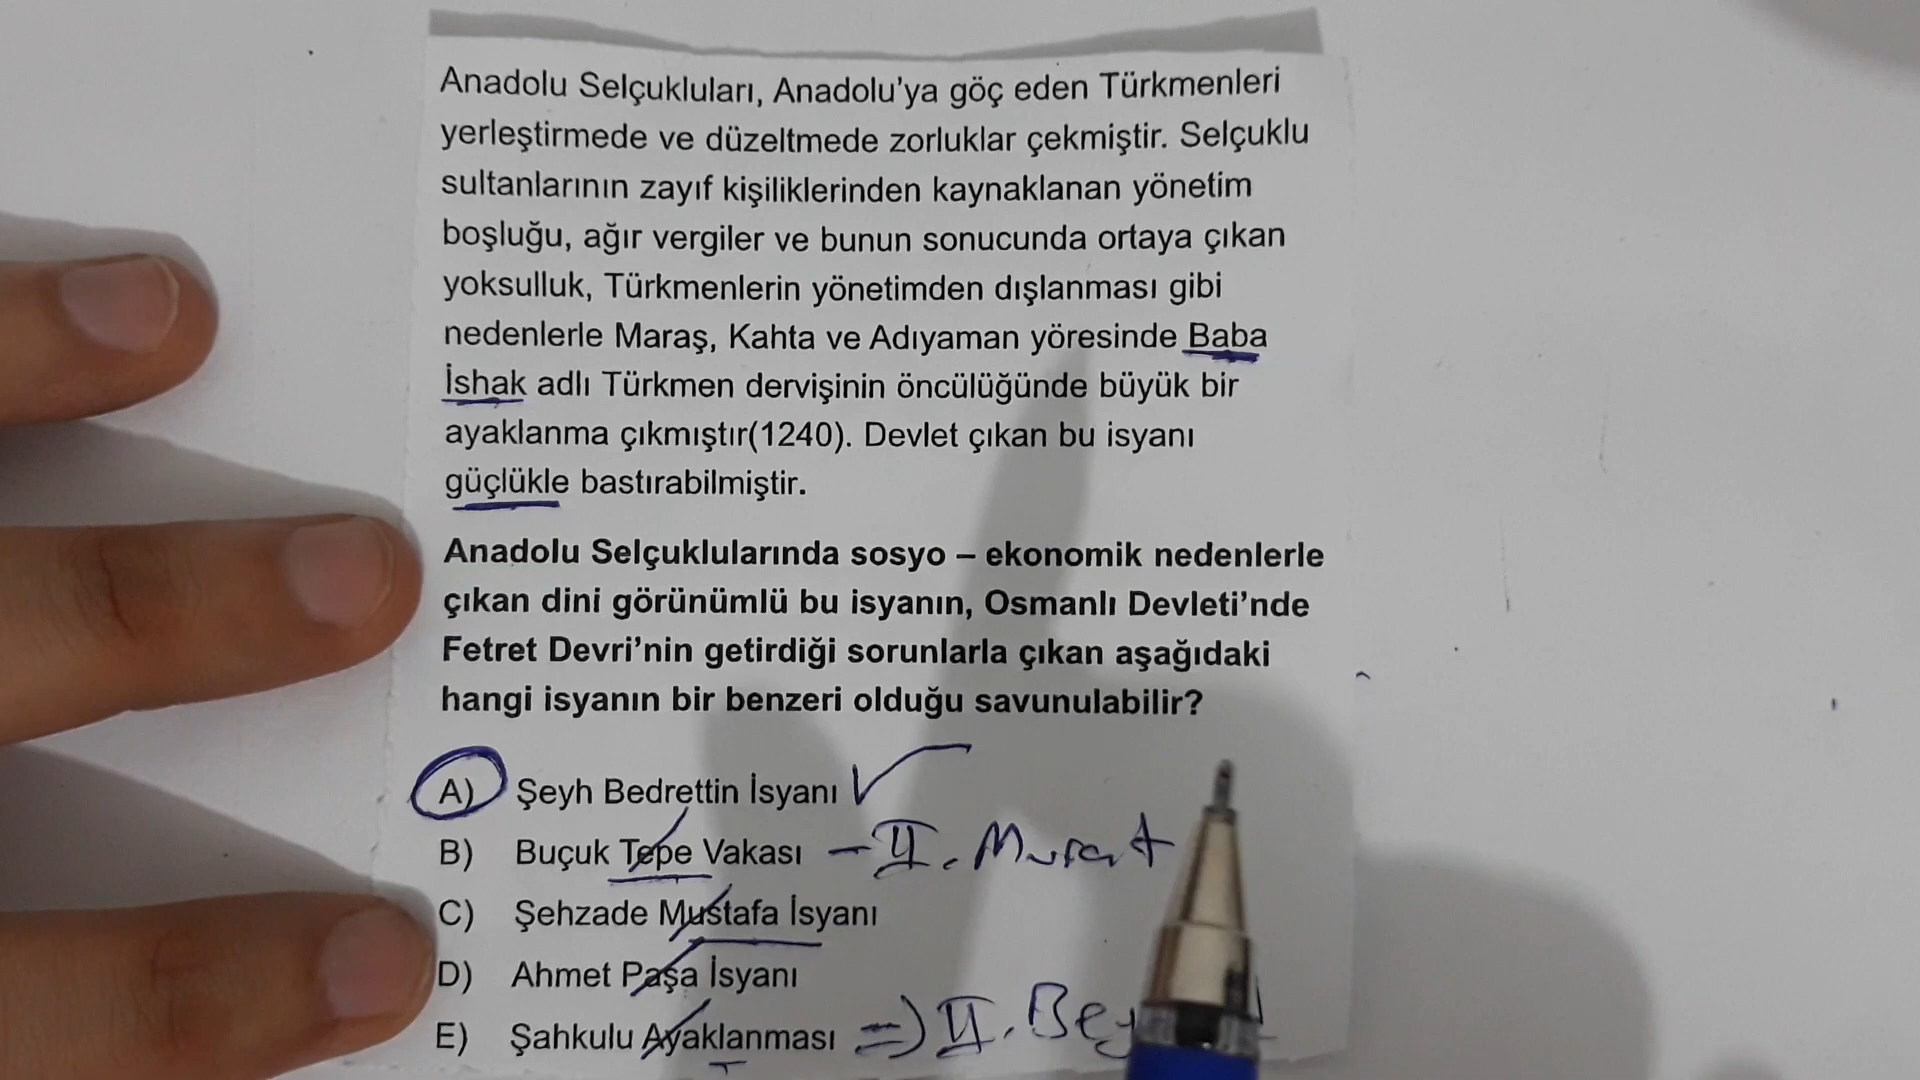 Anadolu Selçukluları, Anadolu'ya göç eden Türkmenleri
yerleştirmede ve düzeltmede zorluklar çekmiştir. Selçuklu
sultanlarının zayıf kişiliklerinden kaynaklanan yönetim
boşluğu, ağır vergiler ve bunun sonucunda ortaya çıkan
yoksulluk, Türkmenlerin yönetimden dışlanması gibi
nedenlerle Maraş, Kahta ve Adıyaman yöresinde Baba
İshak adlı Türkmen dervişinin öncülüğünde büyük bir
ayaklanma çıkmıştır(1240). Devlet çıkan bu isyanı
güçlükle bastırabilmiştir.
Anadolu Selçuklularında sosyo – ekonomik nedenlerle
çıkan dini görünümlü bu isyanın, Osmanlı Devleti'nde
Fetret Devri'nin getirdiği sorunlarla çıkan aşağıdaki
hangi isyanın bir benzeri olduğu savunulabilir?
A) Şeyh Bedrettin İsyanı
B) Buçuk Tepe Vakası – II. Murat
C) Şehzade Mustafa İsyanı
D) Ahmet Paşa İsyanı
E) Şahkulu Ayaklanması => II.